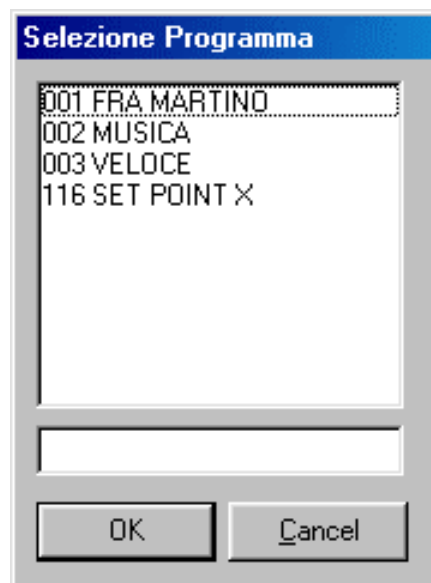 Selezione Programma
001 FRA MARTINO
002 MUSICA
003 VELOCE
116 SET POINT X
OK
Cancel